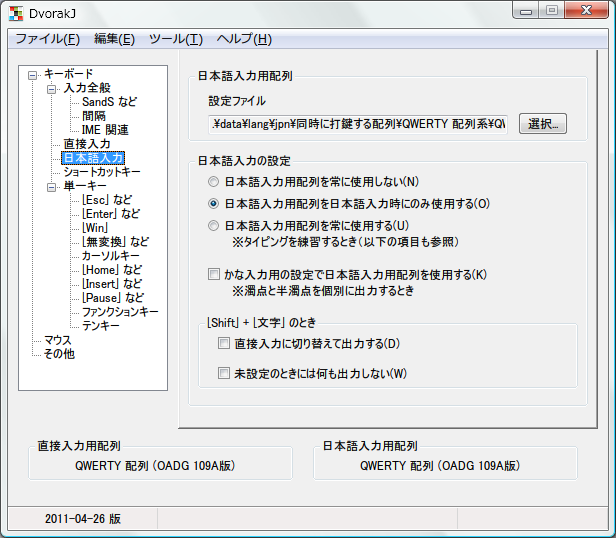 DvorakJ
ファイル(F) 編集(E) ツール(T) ヘルプ(H)
キーボード
入力全般
SandS など
間隔
IME 関連
直接入力
日本語入力
ショートカットキー
単一キー
⌊Esc⌋ など
⌊Enter⌋ など
⌊Win⌋
⌊無変換⌋ など
カーソルキー
⌊Home⌋ など
⌊Insert⌋ など
⌊Pause⌋ など
ファンクションキー
テンキー
マウス
その他
日本語入力用配列
設定ファイル
.¥data¥lang¥jpn¥同時に打鍵する配列¥QWERTY 配列系¥QW
選択...
日本語入力の設定
日本語入力用配列を常に使用しない(N)
日本語入力用配列を日本語入力時にのみ使用する(O)
日本語入力用配列を常に使用する(U)
※タイピングを練習するとき(以下の項目も参照)
かな入力用の設定で日本語入力用配列を使用する(K)
※濁点と半濁点を個別に出力するとき
⌊Shift⌋ + ⌊文字⌋ のとき
直接入力に切り替えて出力する(D)
未設定のときには何も出力しない(W)
直接入力用配列
QWERTY 配列 (OADG 109A版)
日本語入力用配列
QWERTY 配列 (OADG 109A版)
2011-04-26 版